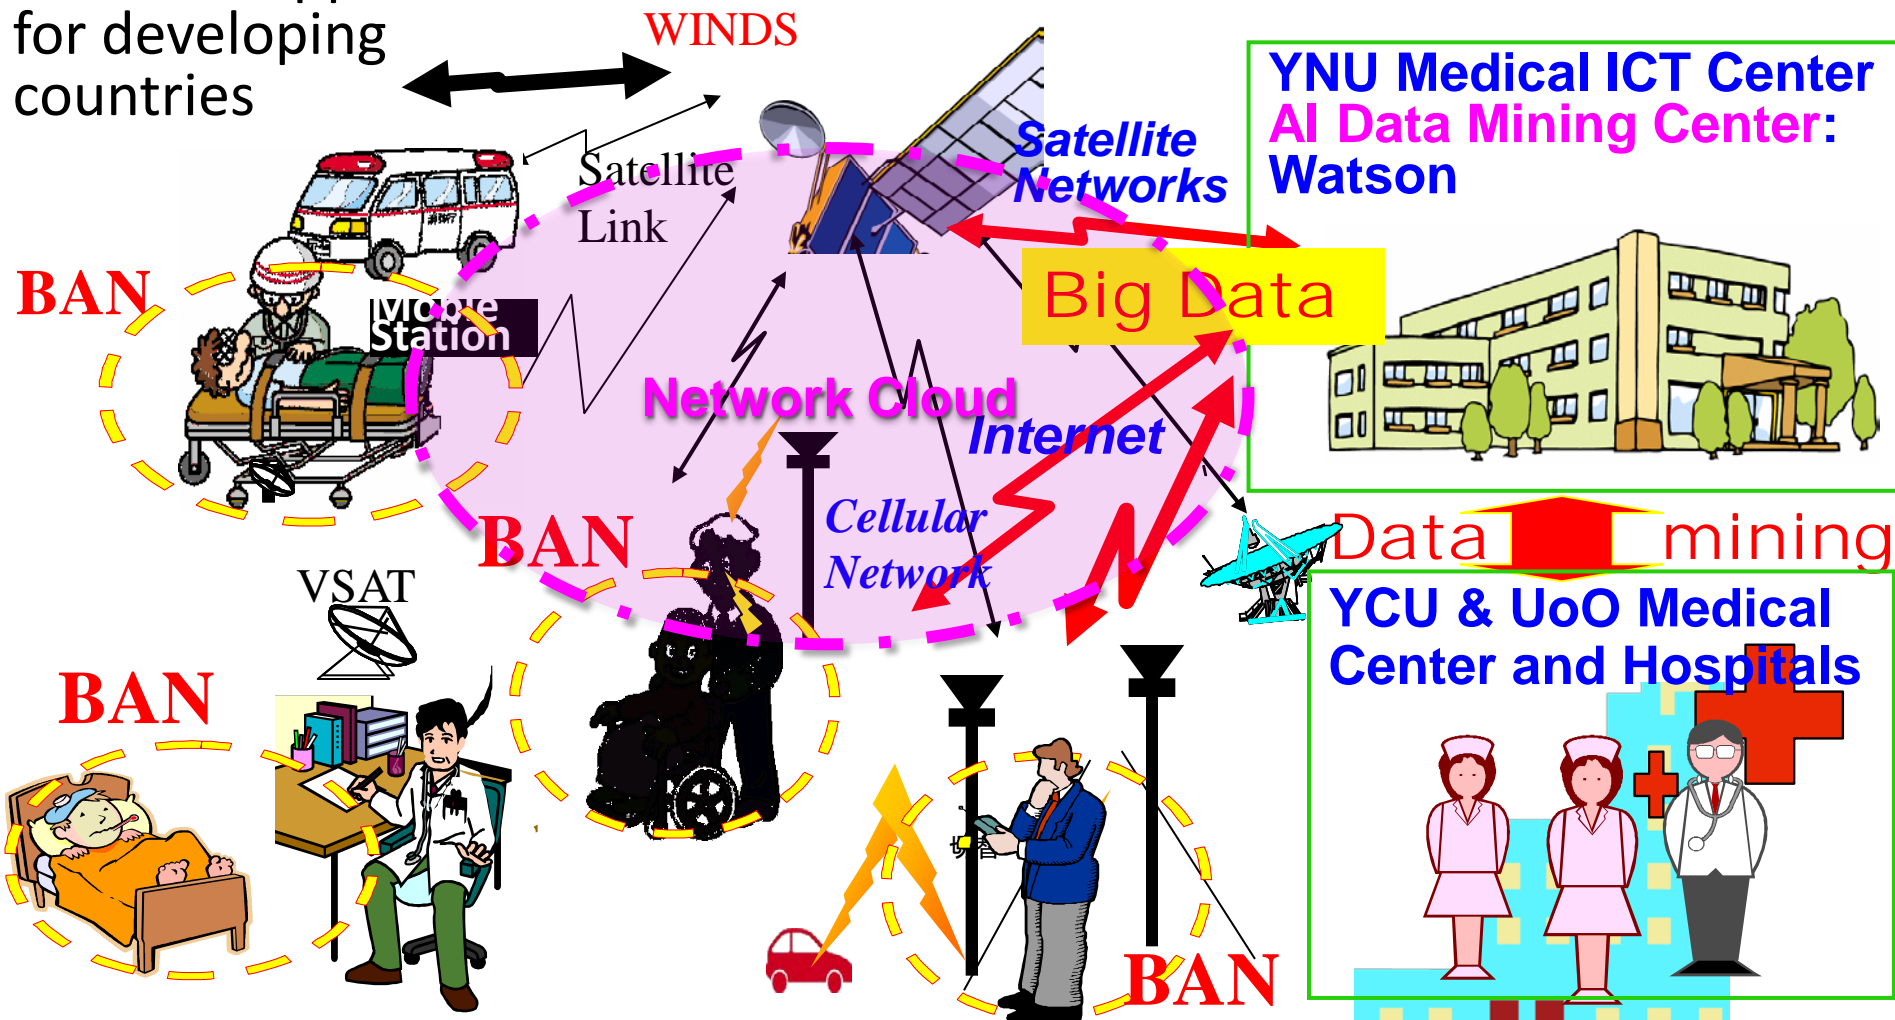 for developing
countries
WINDS
YNU Medical ICT Center
AI Data Mining Center:
Watson
Satellite
Networks
Satellite
Link
BAN
Big Data
Moble
Station
Network Cloud
Internet
Cellular
Network
BAN
Data mining
VSAT
YCU & UoO Medical
Center and Hospitals
BAN
BAN